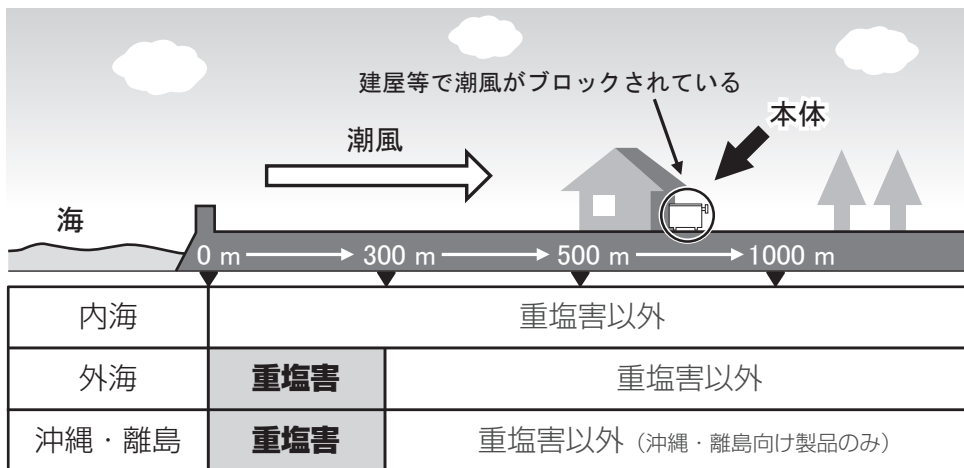 建屋等で潮風がブロックされている
本体
潮風
海
0 m 300 m 500 m 1000 m
内海 重塩害以外
外海 重塩害 重塩害以外
沖縄・離島 重塩害 重塩害以外（沖縄・離島向け製品のみ）